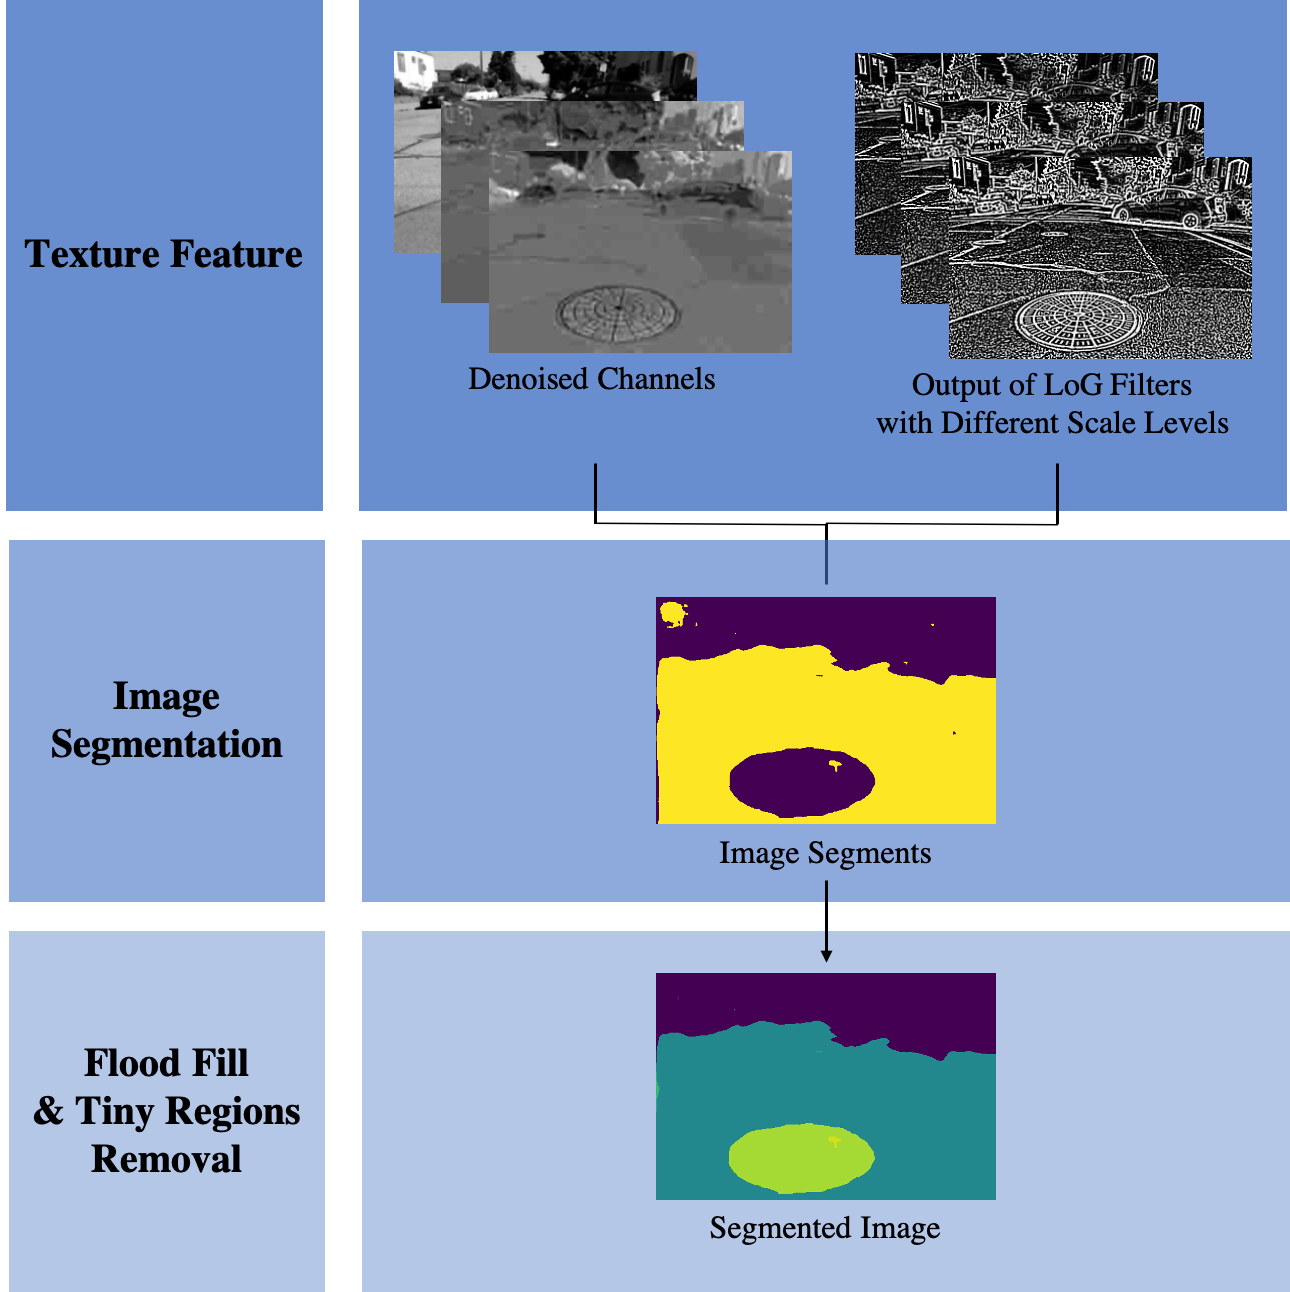 Texture Feature
Denoised Channels
Output of LoG Filters
with Different Scale Levels
Image
Segmentation
Image Segments
Flood Fill
& Tiny Regions
Removal
Segmented Image